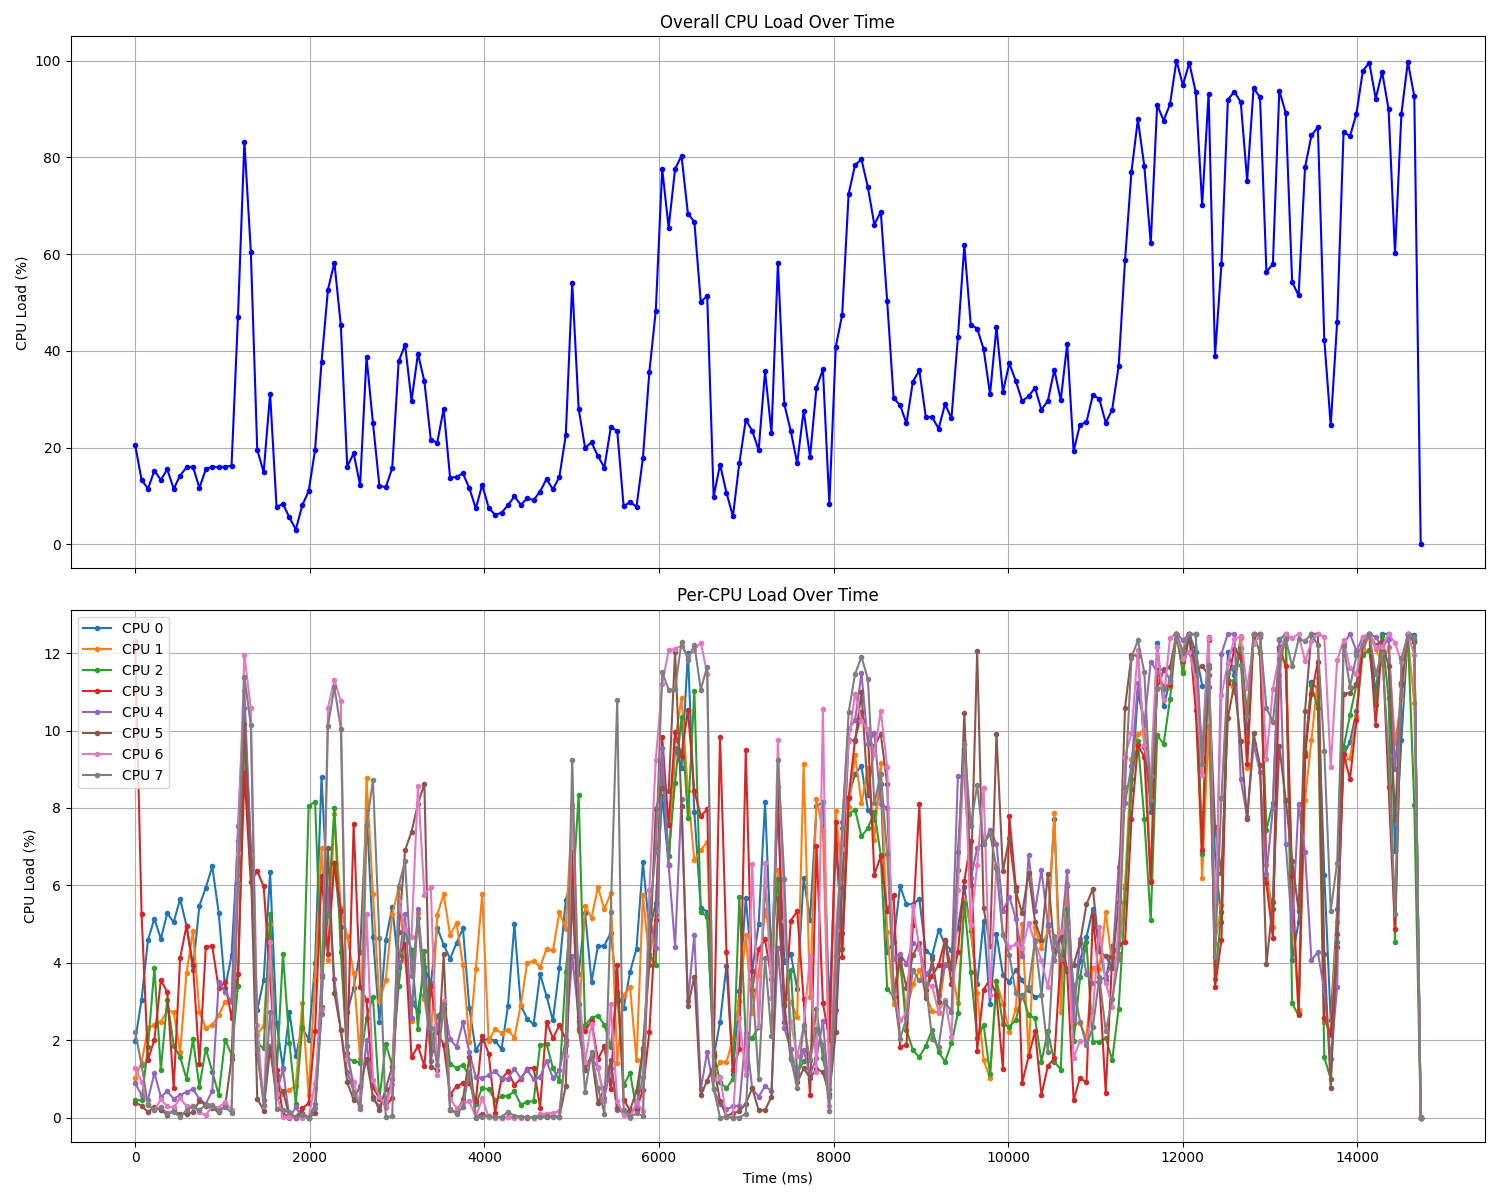 Overall CPU Load Over Time
100
80
60
40
20
0
CPU Load (%)
Per-CPU Load Over Time
CPU 0
CPU 1
CPU 2
CPU 3
CPU 4
CPU 5
CPU 6
CPU 7
12
10
8
6
4
2
0
CPU Load (%)
0 2000 4000 6000 8000 10000 12000 14000
Time (ms)